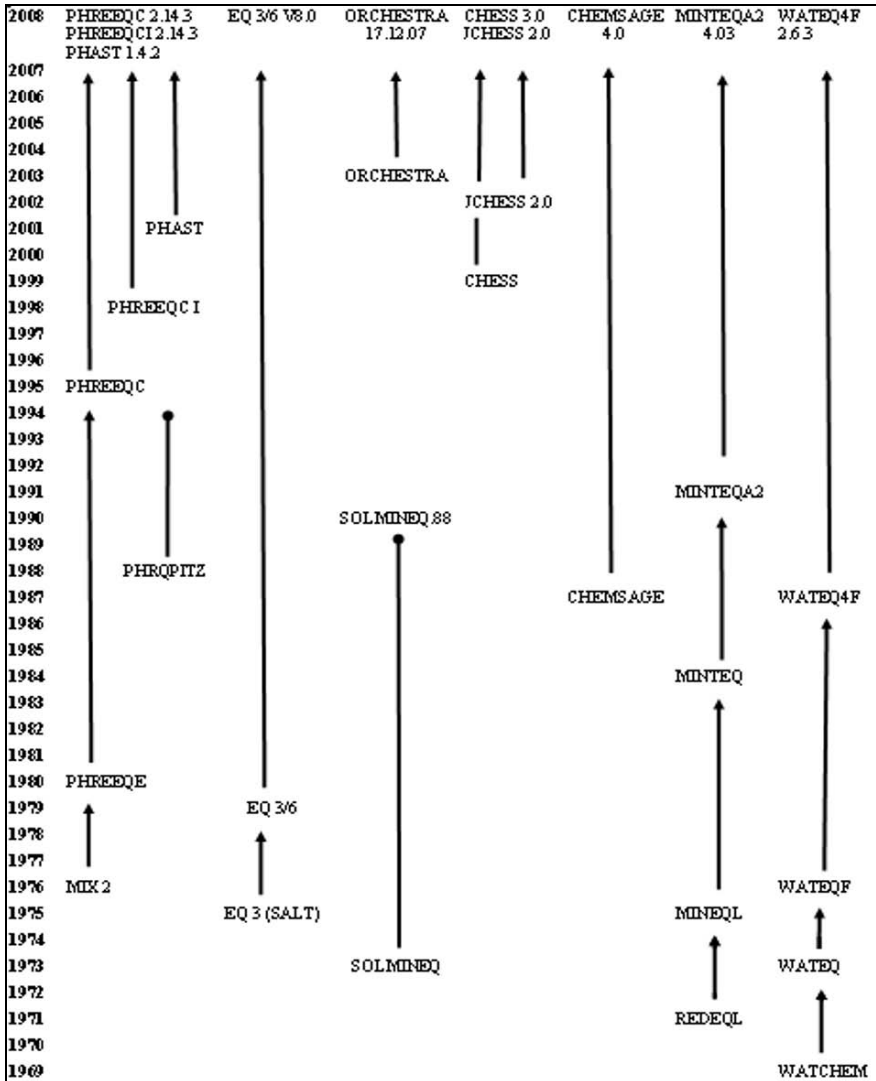 2008 PHREEQC 2.14.3 EQ 3/6 V8.0 ORCHESTRA CHESS 3.0 CHEMSAGE MINTEQA2 WATEQ4F
PHREEQCI 2.14.3 17.12.07 JCHESS 2.0 4.0 4.03 2.6.3
PHAST 1.4.2
2007
2006
2005
2004
2003 ORCHESTRA
2002 JCHESS 2.0
2001 PHAST
2000
1999 CHESS
1998 PHREEQC I
1997
1996
1995 PHREEQC
1994
1993
1992
1991 MINTEQA2
1990 SOLMINEQ.88
1989
1988 PHRQPITZ
1987 CHEMSAGE WATEQ4F
1986
1985
1984 MINTEQ
1983
1982
1981
1980 PHREEQE
1979 EQ 3/6
1978
1977
1976 MIX 2 WATEQF
1975 EQ 3 (SALT) MINEQL
1974
1973 SOLMINEQ WATEQ
1972
1971 REDEQL
1970
1969 WATCHEM